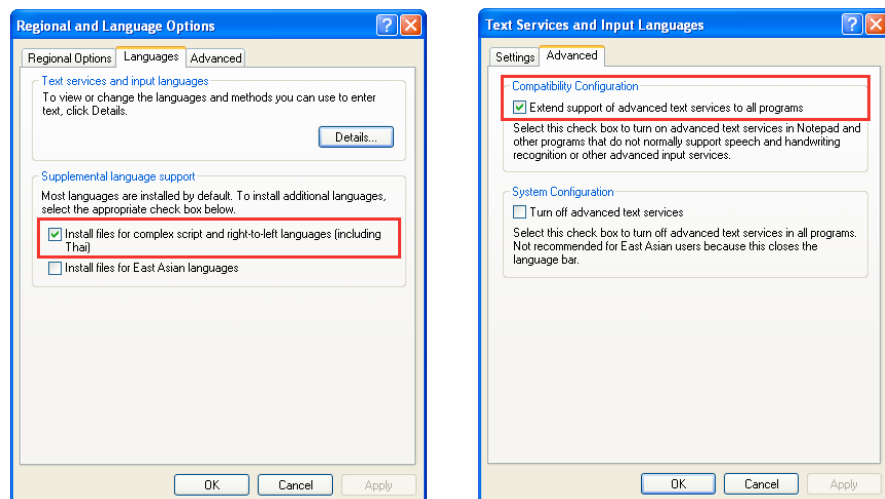 Regional and Language Options
Regional Options Languages Advanced
Text services and input languages
To view or change the languages and methods you can use to enter
text, click Details.
Details...
Supplemental language support
Most languages are installed by default. To install additional languages,
select the appropriate check box below.
Install files for complex script and right-to-left languages (including
Thai)
Install files for East Asian languages
OK Cancel Apply
Text Services and Input Languages
Settings Advanced
Compatibility Configuration
Extend support of advanced text services to all programs
Select this check box to turn on advanced text services in Notepad and
other programs that do not normally support speech and handwriting
recognition or other advanced input services.
System Configuration
Turn off advanced text services
Select this check box to turn off advanced text services in all programs.
Not recommended for East Asian users because this closes the
language bar.
OK Cancel Apply